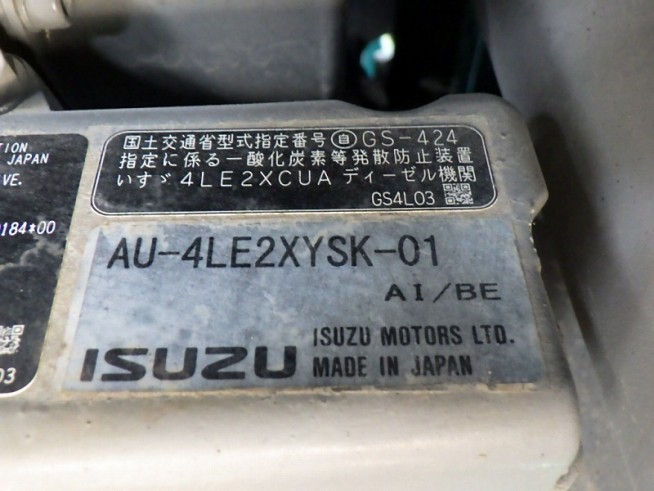 TION
JAPAN
VE.
184*00
03
国土交通省型式指定番号 自 GS-424
指定に係る一酸化炭素等発散防止装置
いすゞ 4LE2XCUA ディーゼル機関
GS4L03
AU-4LE2XYSK-01
AI/BE
ISUZU
ISUZU MOTORS LTD.
MADE IN JAPAN